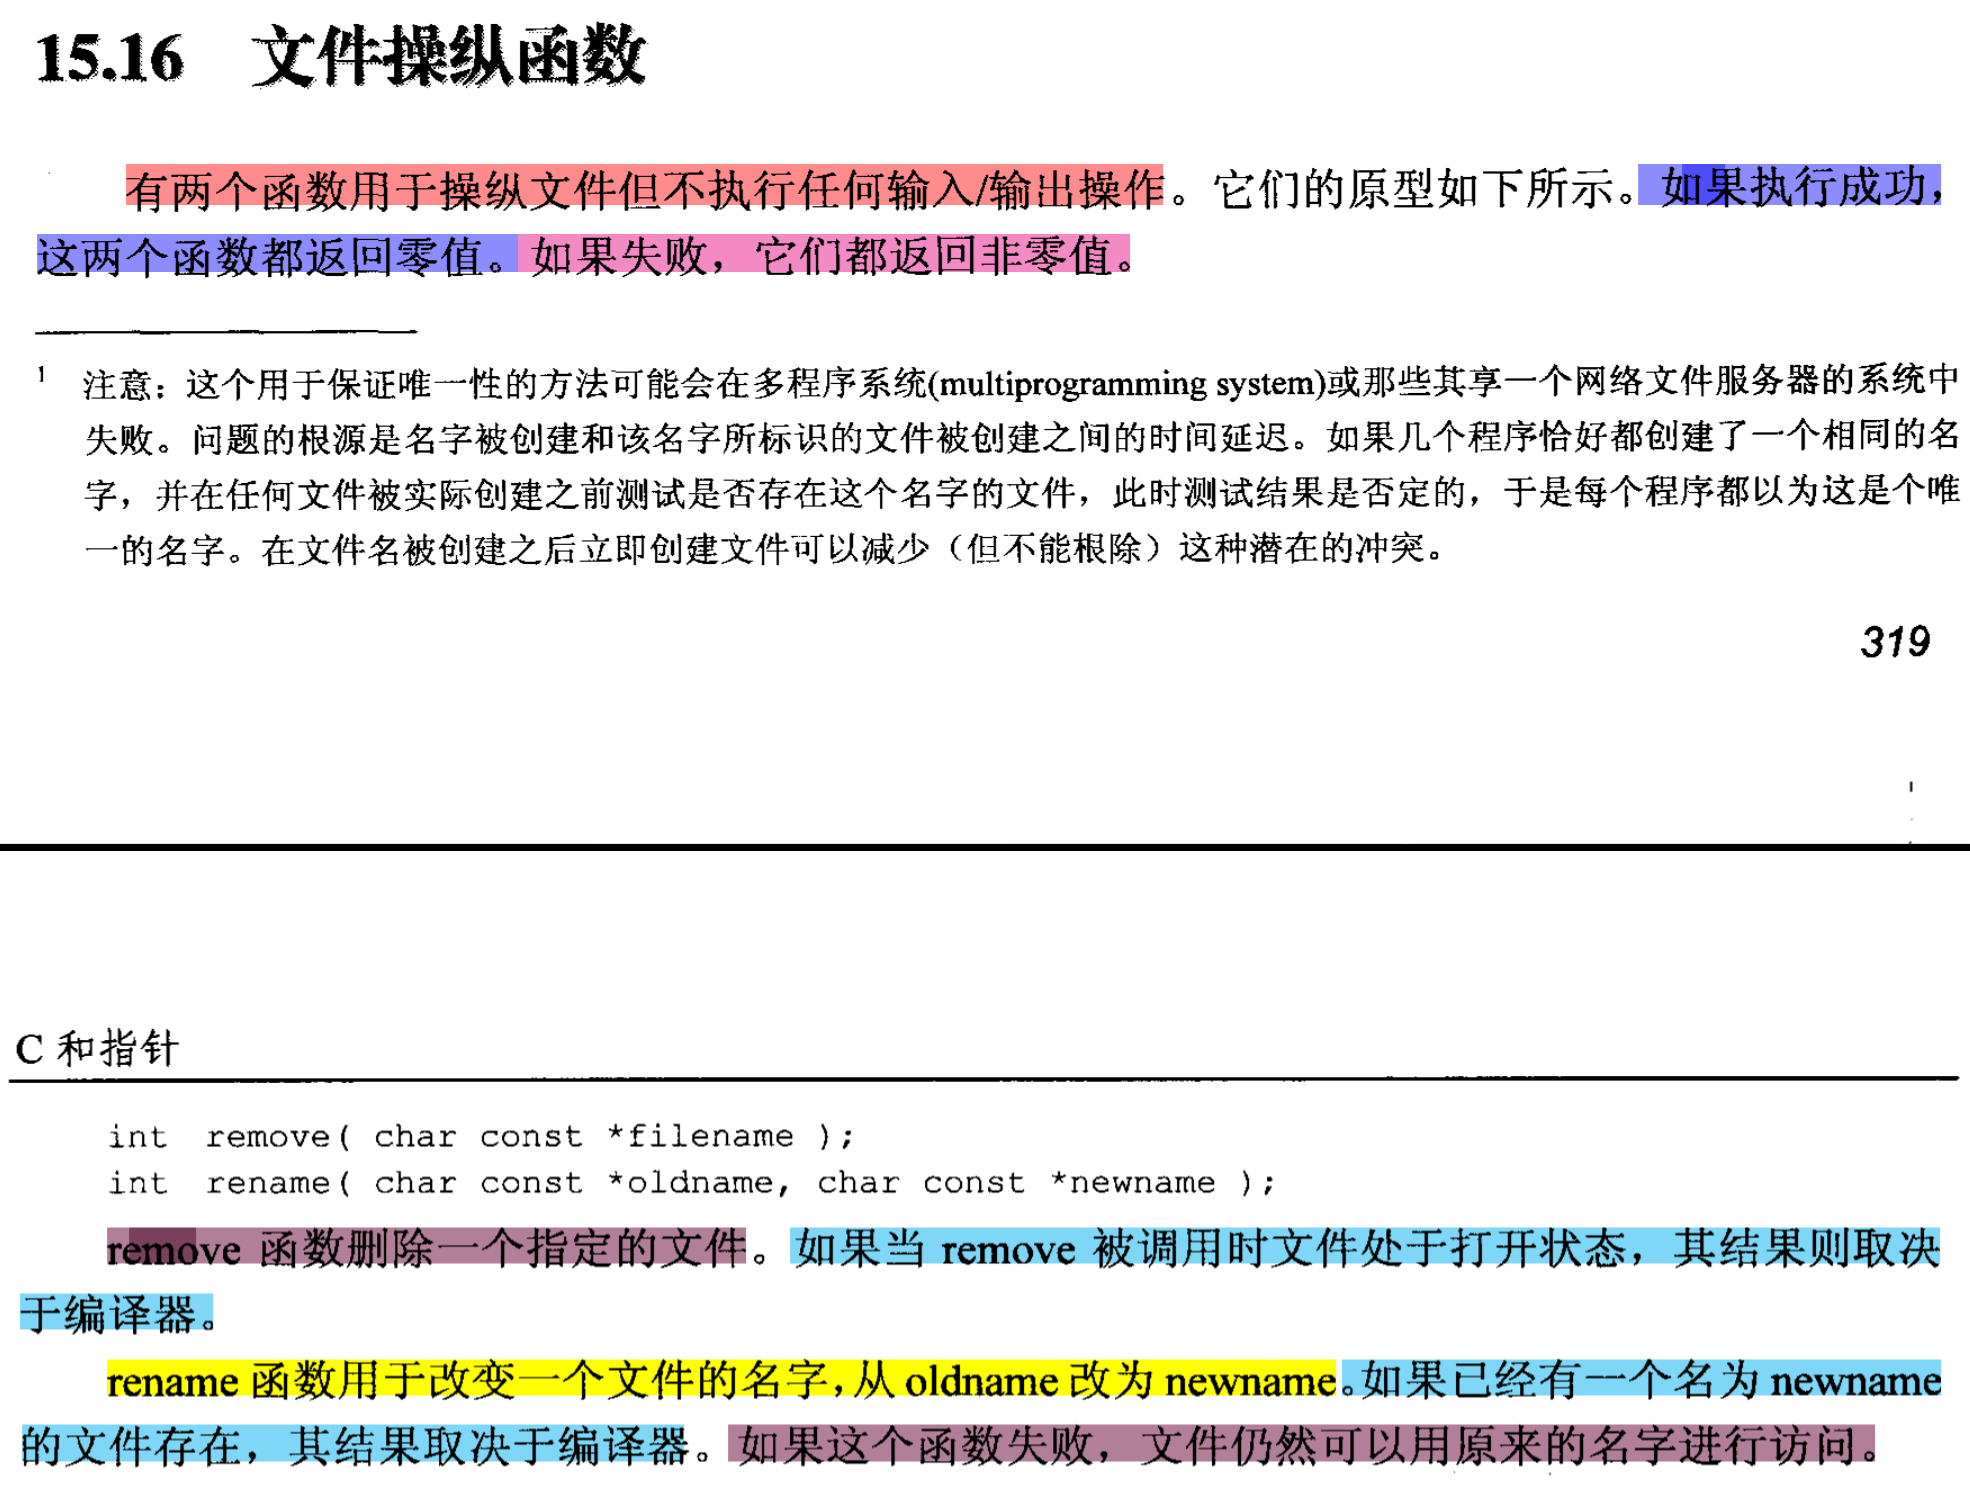 15.16 文件操纵函数
有两个函数用于操纵文件但不执行任何输入/输出操作。它们的原型如下所示。如果执行成功，
这两个函数都返回零值。如果失败，它们都返回非零值。
1 注意：这个用于保证唯一性的方法可能会在多程序系统(multiprogramming system)或那些其享一个网络文件服务器的系统中
失败。问题的根源是名字被创建和该名字所标识的文件被创建之间的时间延迟。如果几个程序恰好都创建了一个相同的名
字，并在任何文件被实际创建之前测试是否存在这个名字的文件，此时测试结果是否定的，于是每个程序都以为这是个唯
一的名字。在文件名被创建之后立即创建文件可以减少（但不能根除）这种潜在的冲突。
319
C 和指针
int remove( char const *filename );
int rename( char const *oldname, char const *newname );
remove 函数删除一个指定的文件。如果当 remove 被调用时文件处于打开状态，其结果则取决
于编译器。
rename 函数用于改变一个文件的名字，从 oldname 改为 newname。如果已经有一个名为 newname
的文件存在，其结果取决于编译器。如果这个函数失败，文件仍然可以用原来的名字进行访问。